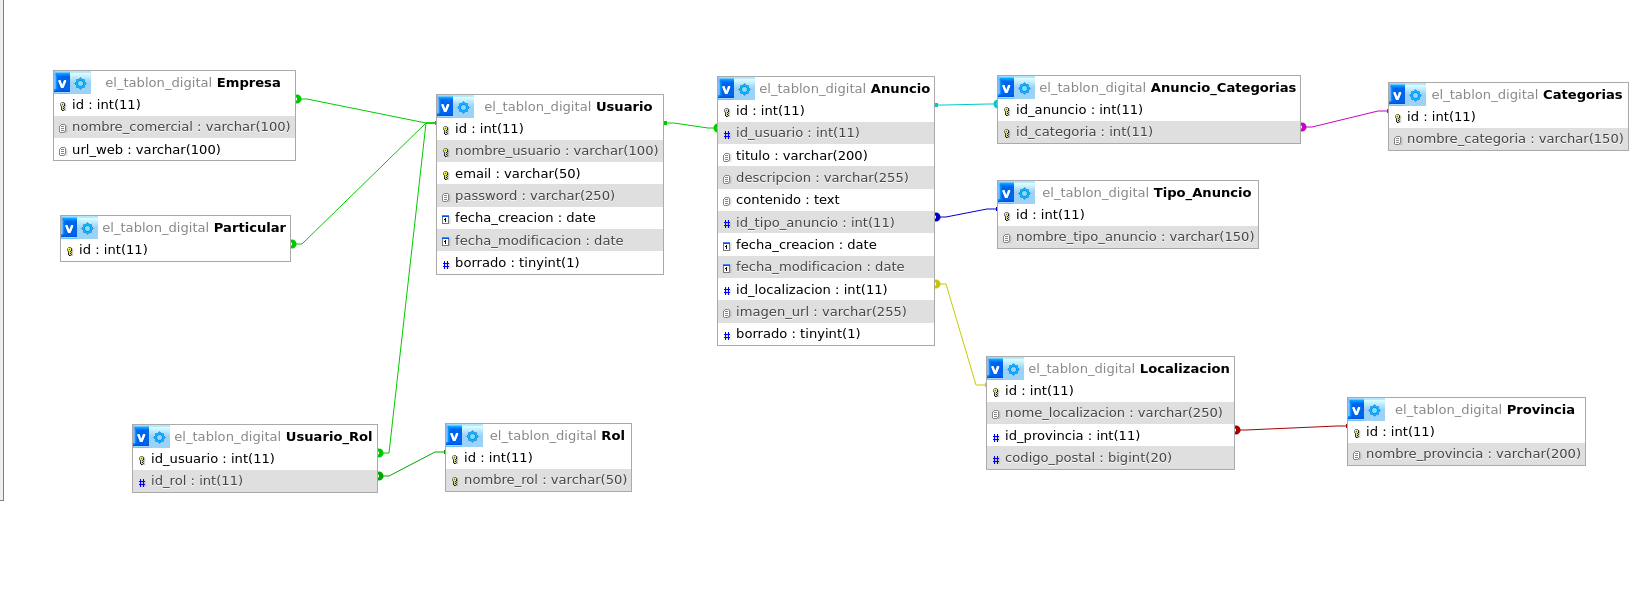 v el_tablon_digital Empresa
id : int(11)
nombre_comercial : varchar(100)
url_web : varchar(100)
v el_tablon_digital Particular
id : int(11)
v el_tablon_digital Usuario
id : int(11)
nombre_usuario : varchar(100)
email : varchar(50)
password : varchar(250)
fecha_creacion : date
fecha_modificacion : date
# borrado : tinyint(1)
v el_tablon_digital Usuario_Rol
id_usuario : int(11)
# id_rol : int(11)
v el_tablon_digital Rol
id : int(11)
nombre_rol : varchar(50)
v el_tablon_digital Anuncio
id : int(11)
# id_usuario : int(11)
titulo : varchar(200)
descripcion : varchar(255)
contenido : text
# id_tipo_anuncio : int(11)
fecha_creacion : date
fecha_modificacion : date
# id_localizacion : int(11)
imagen_url : varchar(255)
# borrado : tinyint(1)
v el_tablon_digital Anuncio_Categorias
id_anuncio : int(11)
id_categoria : int(11)
v el_tablon_digital Categorias
id : int(11)
nombre_categoria : varchar(150)
v el_tablon_digital Tipo_Anuncio
id : int(11)
nombre_tipo_anuncio : varchar(150)
v el_tablon_digital Localizacion
id : int(11)
nome_localizacion : varchar(250)
# id_provincia : int(11)
# codigo_postal : bigint(20)
v el_tablon_digital Provincia
id : int(11)
nombre_provincia : varchar(200)